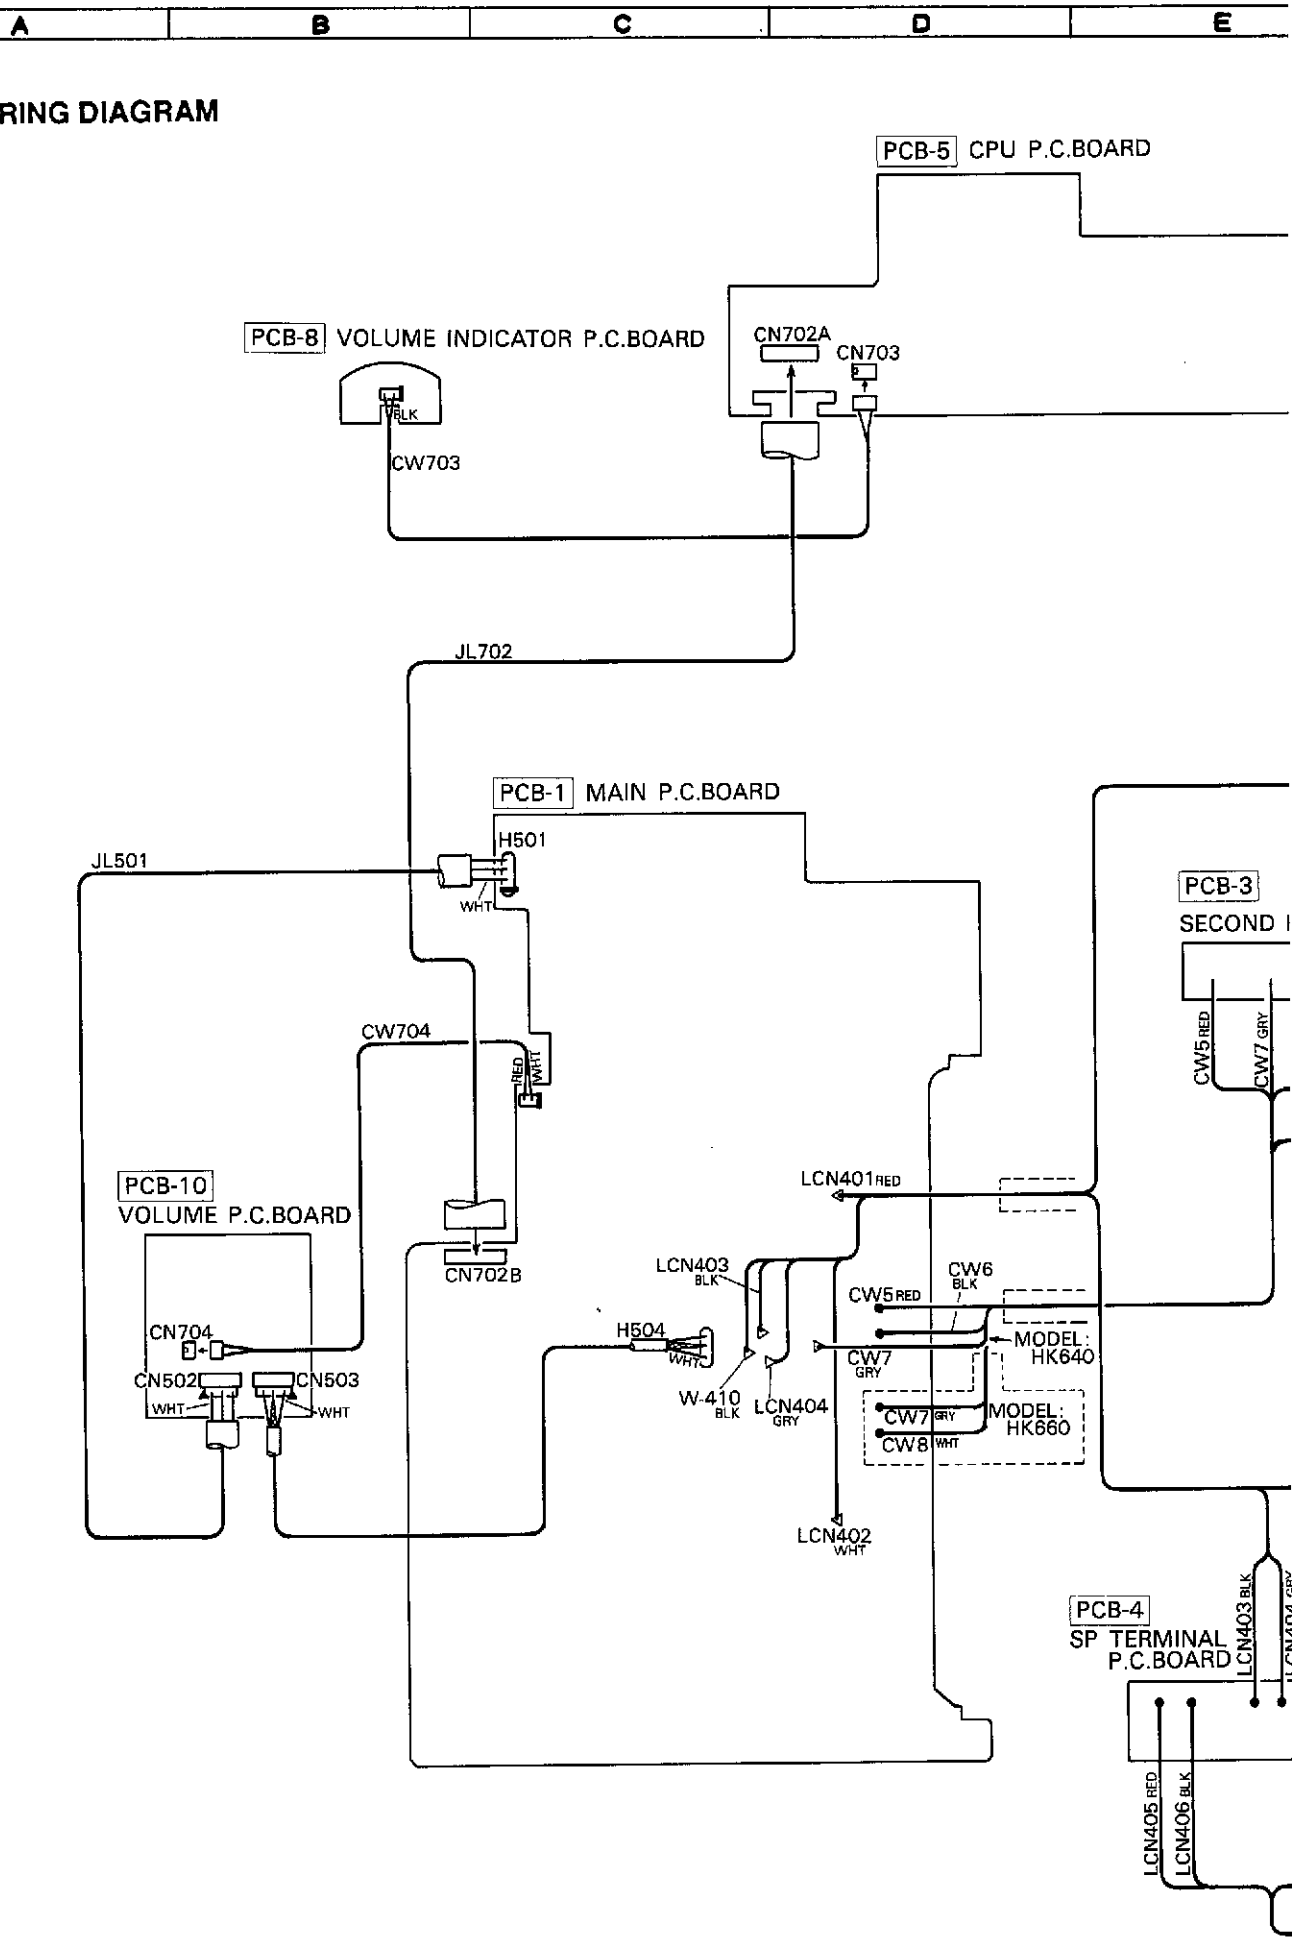 A B C D E
RING DIAGRAM
PCB-5 CPU P.C.BOARD
PCB-8 VOLUME INDICATOR P.C.BOARD
CN702A
CN703
BLK
CW703
JL702
PCB-1 MAIN P.C.BOARD
H501
JL501
WHT
PCB-3
SECOND
CW704
RED
WHT
CW5 RED
CW7 GRY
PCB-10
VOLUME P.C.BOARD
LCN401 RED
CN702B
LCN403
BLK
CW6
BLK
CW5 RED
CN704
H504
WHT
MODEL:
HK640
CW7
GRY
CN502
CN503
WHT
WHT
W-410
BLK
LCN404
GRY
CW7 GRY
MODEL:
HK660
CW8 WHT
LCN402
WHT
PCB-4
SP TERMINAL
P.C.BOARD
LCN403 BLK
LCN404 GRY
LCN405 RED
LCN406 BLK